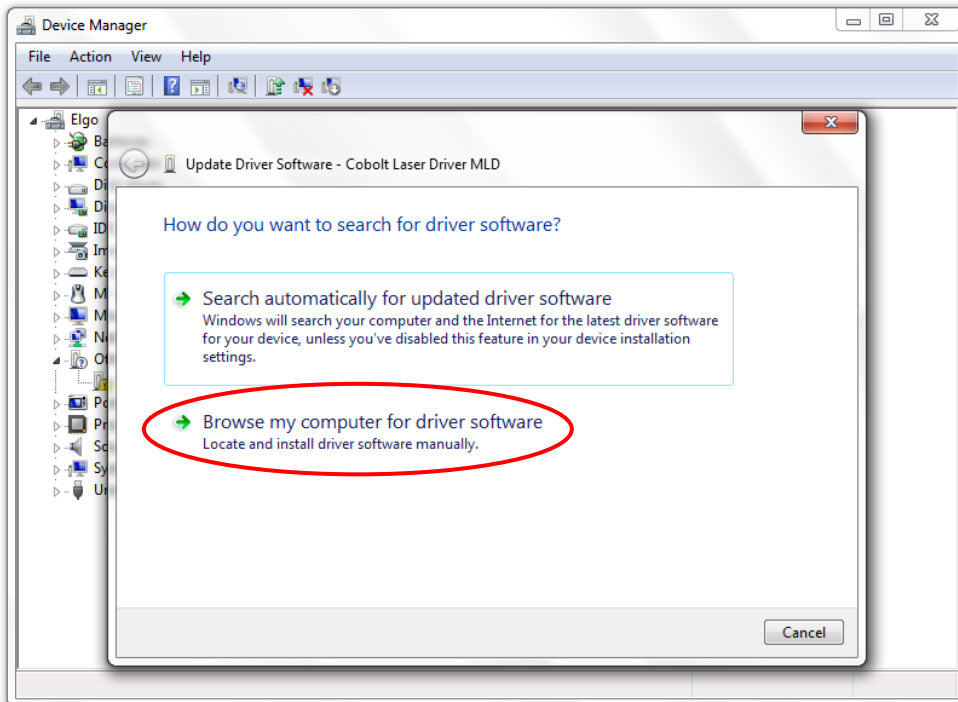 Device Manager
File Action View Help
Elgo
Update Driver Software - Cobolt Laser Driver MLD
How do you want to search for driver software?
Search automatically for updated driver software
Windows will search your computer and the Internet for the latest driver software
for your device, unless you've disabled this feature in your device installation
settings.
Browse my computer for driver software
Locate and install driver software manually.
Cancel